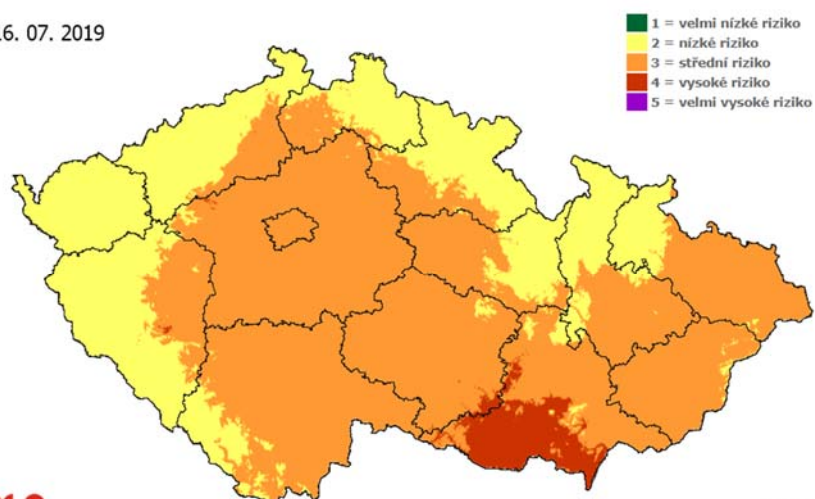 16. 07. 2019
1 = velmi nízké riziko
2 = nízké riziko
3 = střední riziko
4 = vysoké riziko
5 = velmi vysoké riziko